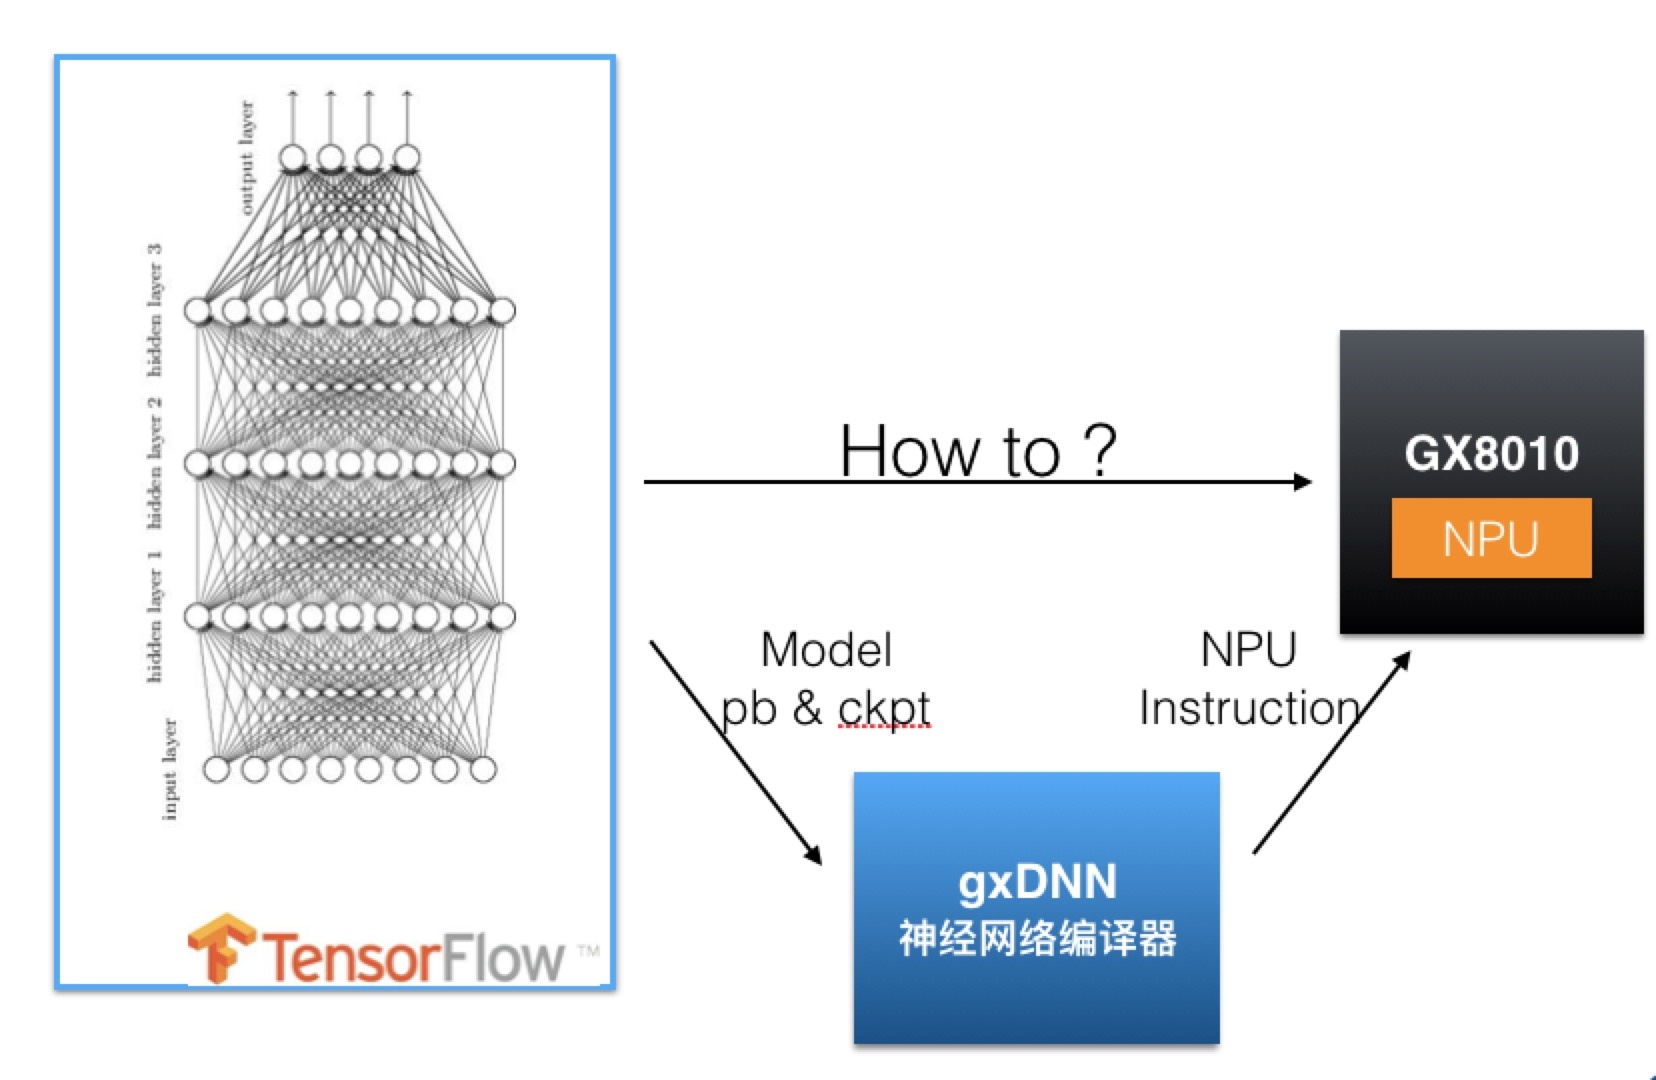 output layer
hidden layer 3
hidden layer 2
hidden layer 1
input layer
TensorFlow ™
How to ?
GX8010
NPU
Model
pb & ckpt
NPU
Instruction
gxDNN
神经网络编译器